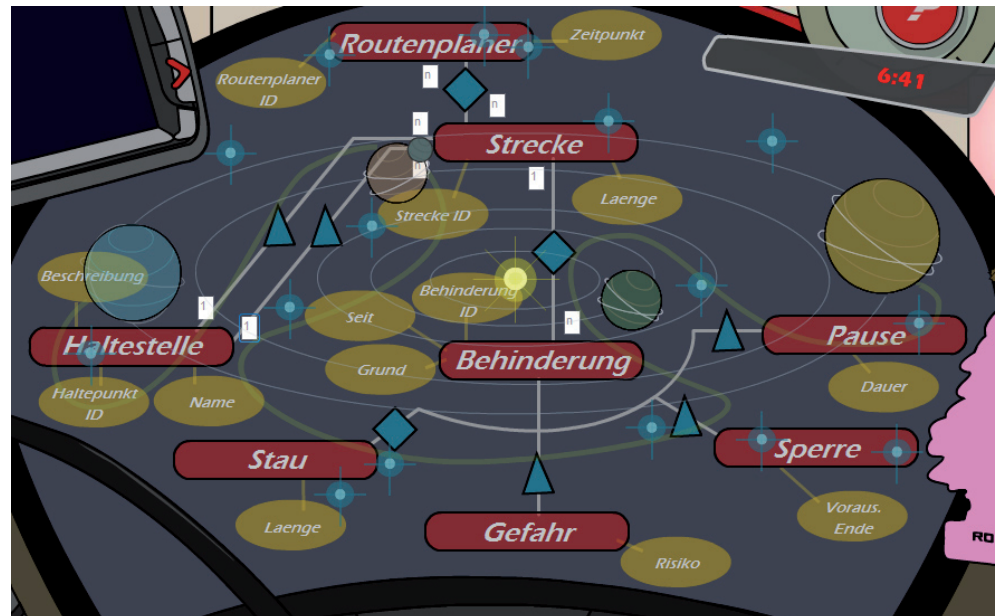 ?
Routenplaner
Zeitpunkt
Routenplaner
ID
6:41
n
n
n
Strecke
n
1
Strecke ID
Laenge
Beschreibung
Behinderung
ID
1
Seit
1
n
Haltestelle
Behinderung
Pause
Grund
Haltepunkt
ID
Name
Dauer
Stau
Sperre
Laenge
Voraus.
Ende
Gefahr
RO
Risiko